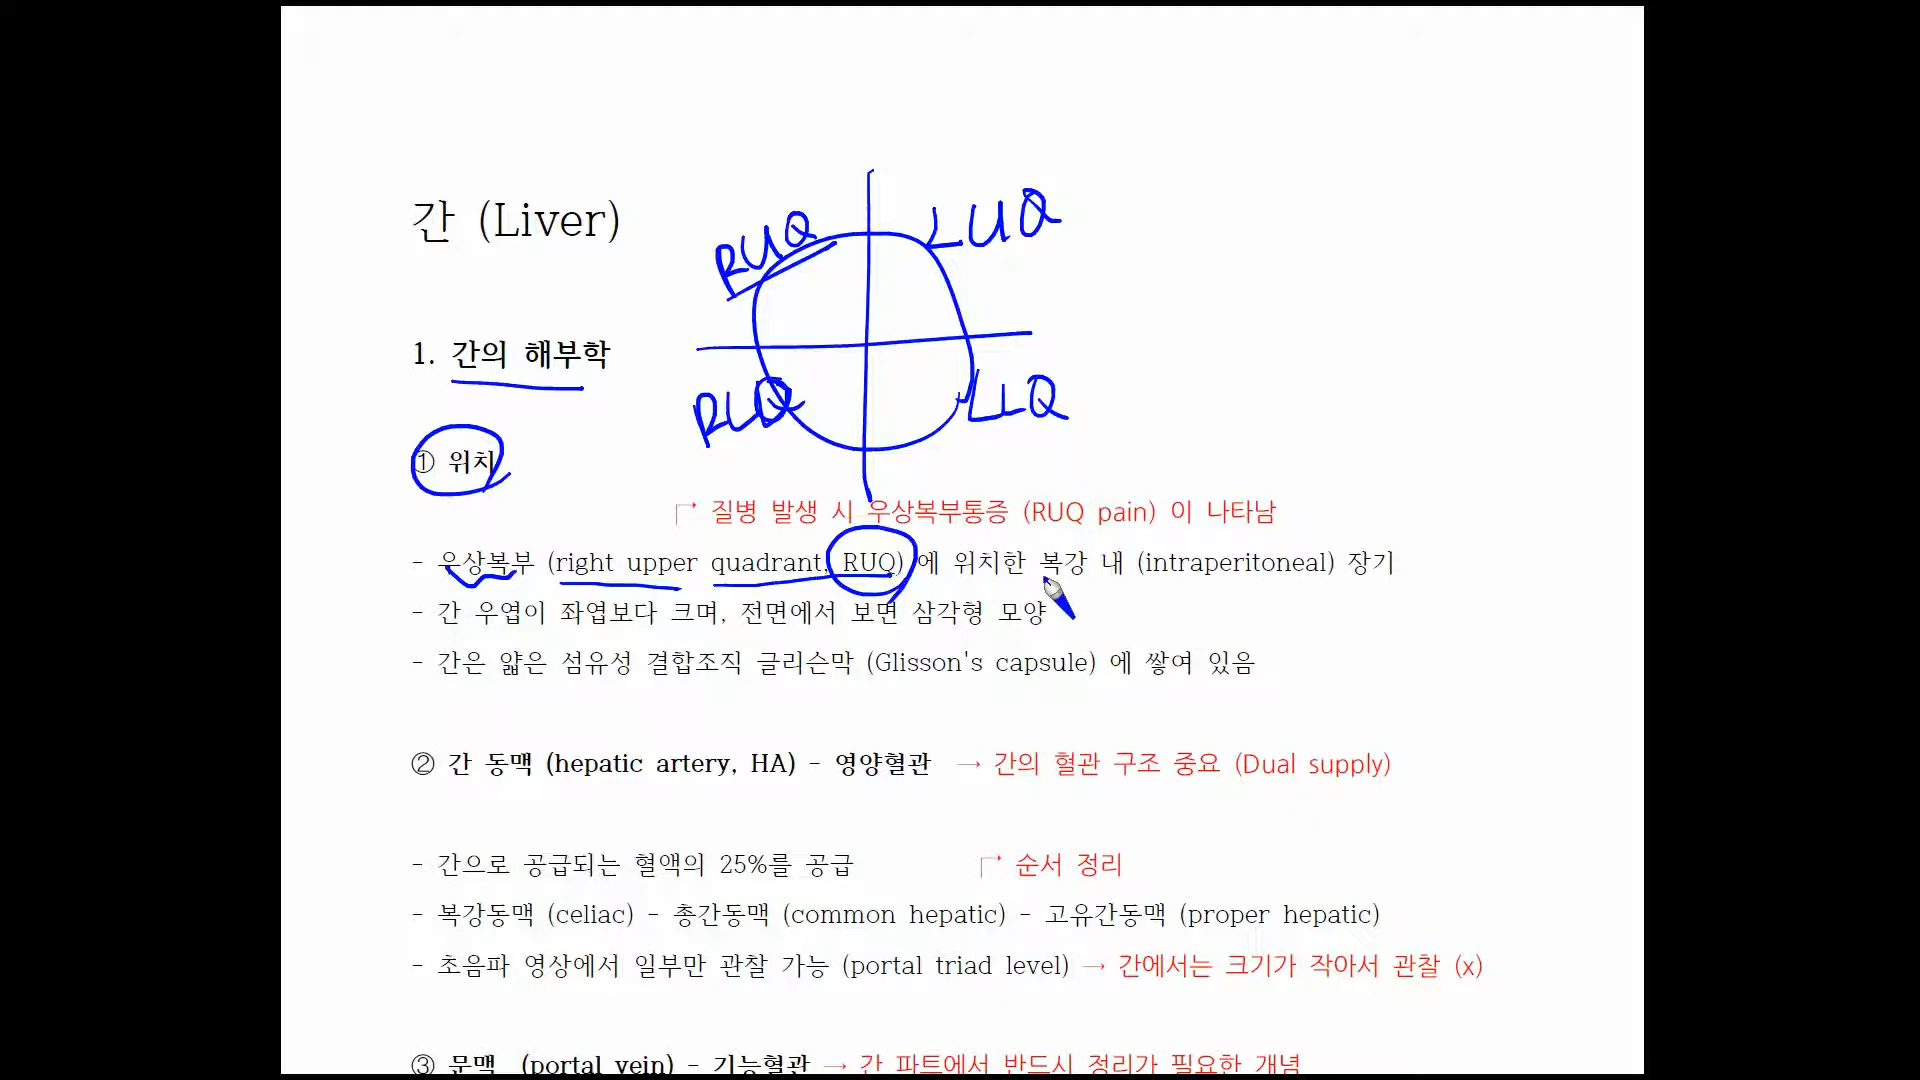 간 (Liver)
RUQ
LUQ
1. 간의 해부학
RLQ
LLQ
① 위치
┌→ 질병 발생 시 우상복부통증 (RUQ pain) 이 나타남
- 우상복부 (right upper quadrant, RUQ) 에 위치한 복강 내 (intraperitoneal) 장기
- 간 우엽이 좌엽보다 크며, 전면에서 보면 삼각형 모양
- 간은 얇은 섬유성 결합조직 글리슨막 (Glisson's capsule) 에 쌓여 있음
② 간 동맥 (hepatic artery, HA) - 영양혈관 → 간의 혈관 구조 중요 (Dual supply)
- 간으로 공급되는 혈액의 25%를 공급 ┌→ 순서 정리
- 복강동맥 (celiac) - 총간동맥 (common hepatic) - 고유간동맥 (proper hepatic)
- 초음파 영상에서 일부만 관찰 가능 (portal triad level) → 간에서는 크기가 작아서 관찰 (x)
③ 문맥 (portal vein) - 기능혈관 → 간 파트에서 반드시 정리가 필요한 개념